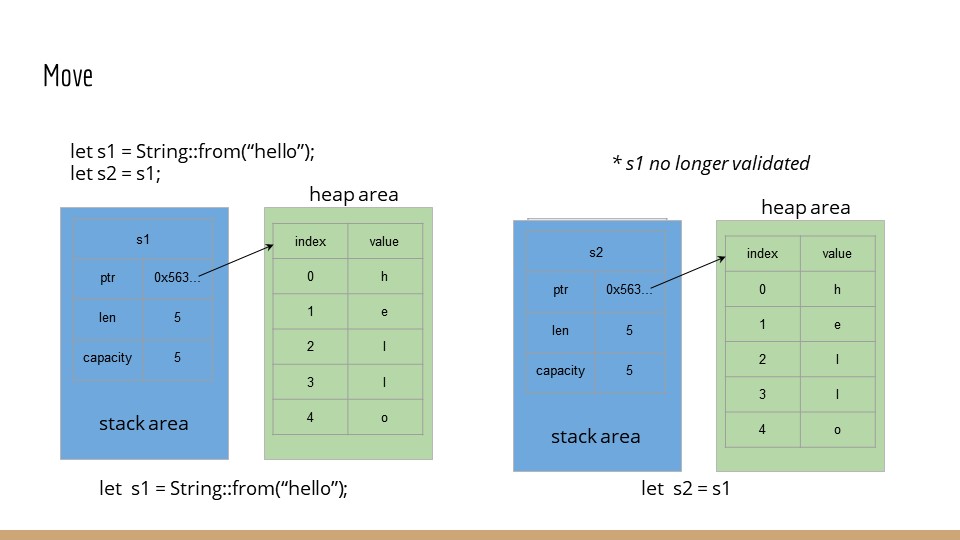 Move
let s1 = String::from(“hello”);
let s2 = s1;
* s1 no longer validated
heap area
s1
ptr 0x563...
len 5
capacity 5
stack area
index value
0 h
1 e
2 l
3 l
4 o
let  s1 = String::from(“hello”);
heap area
s2
ptr 0x563...
len 5
capacity 5
stack area
index value
0 h
1 e
2 l
3 l
4 o
let  s2 = s1